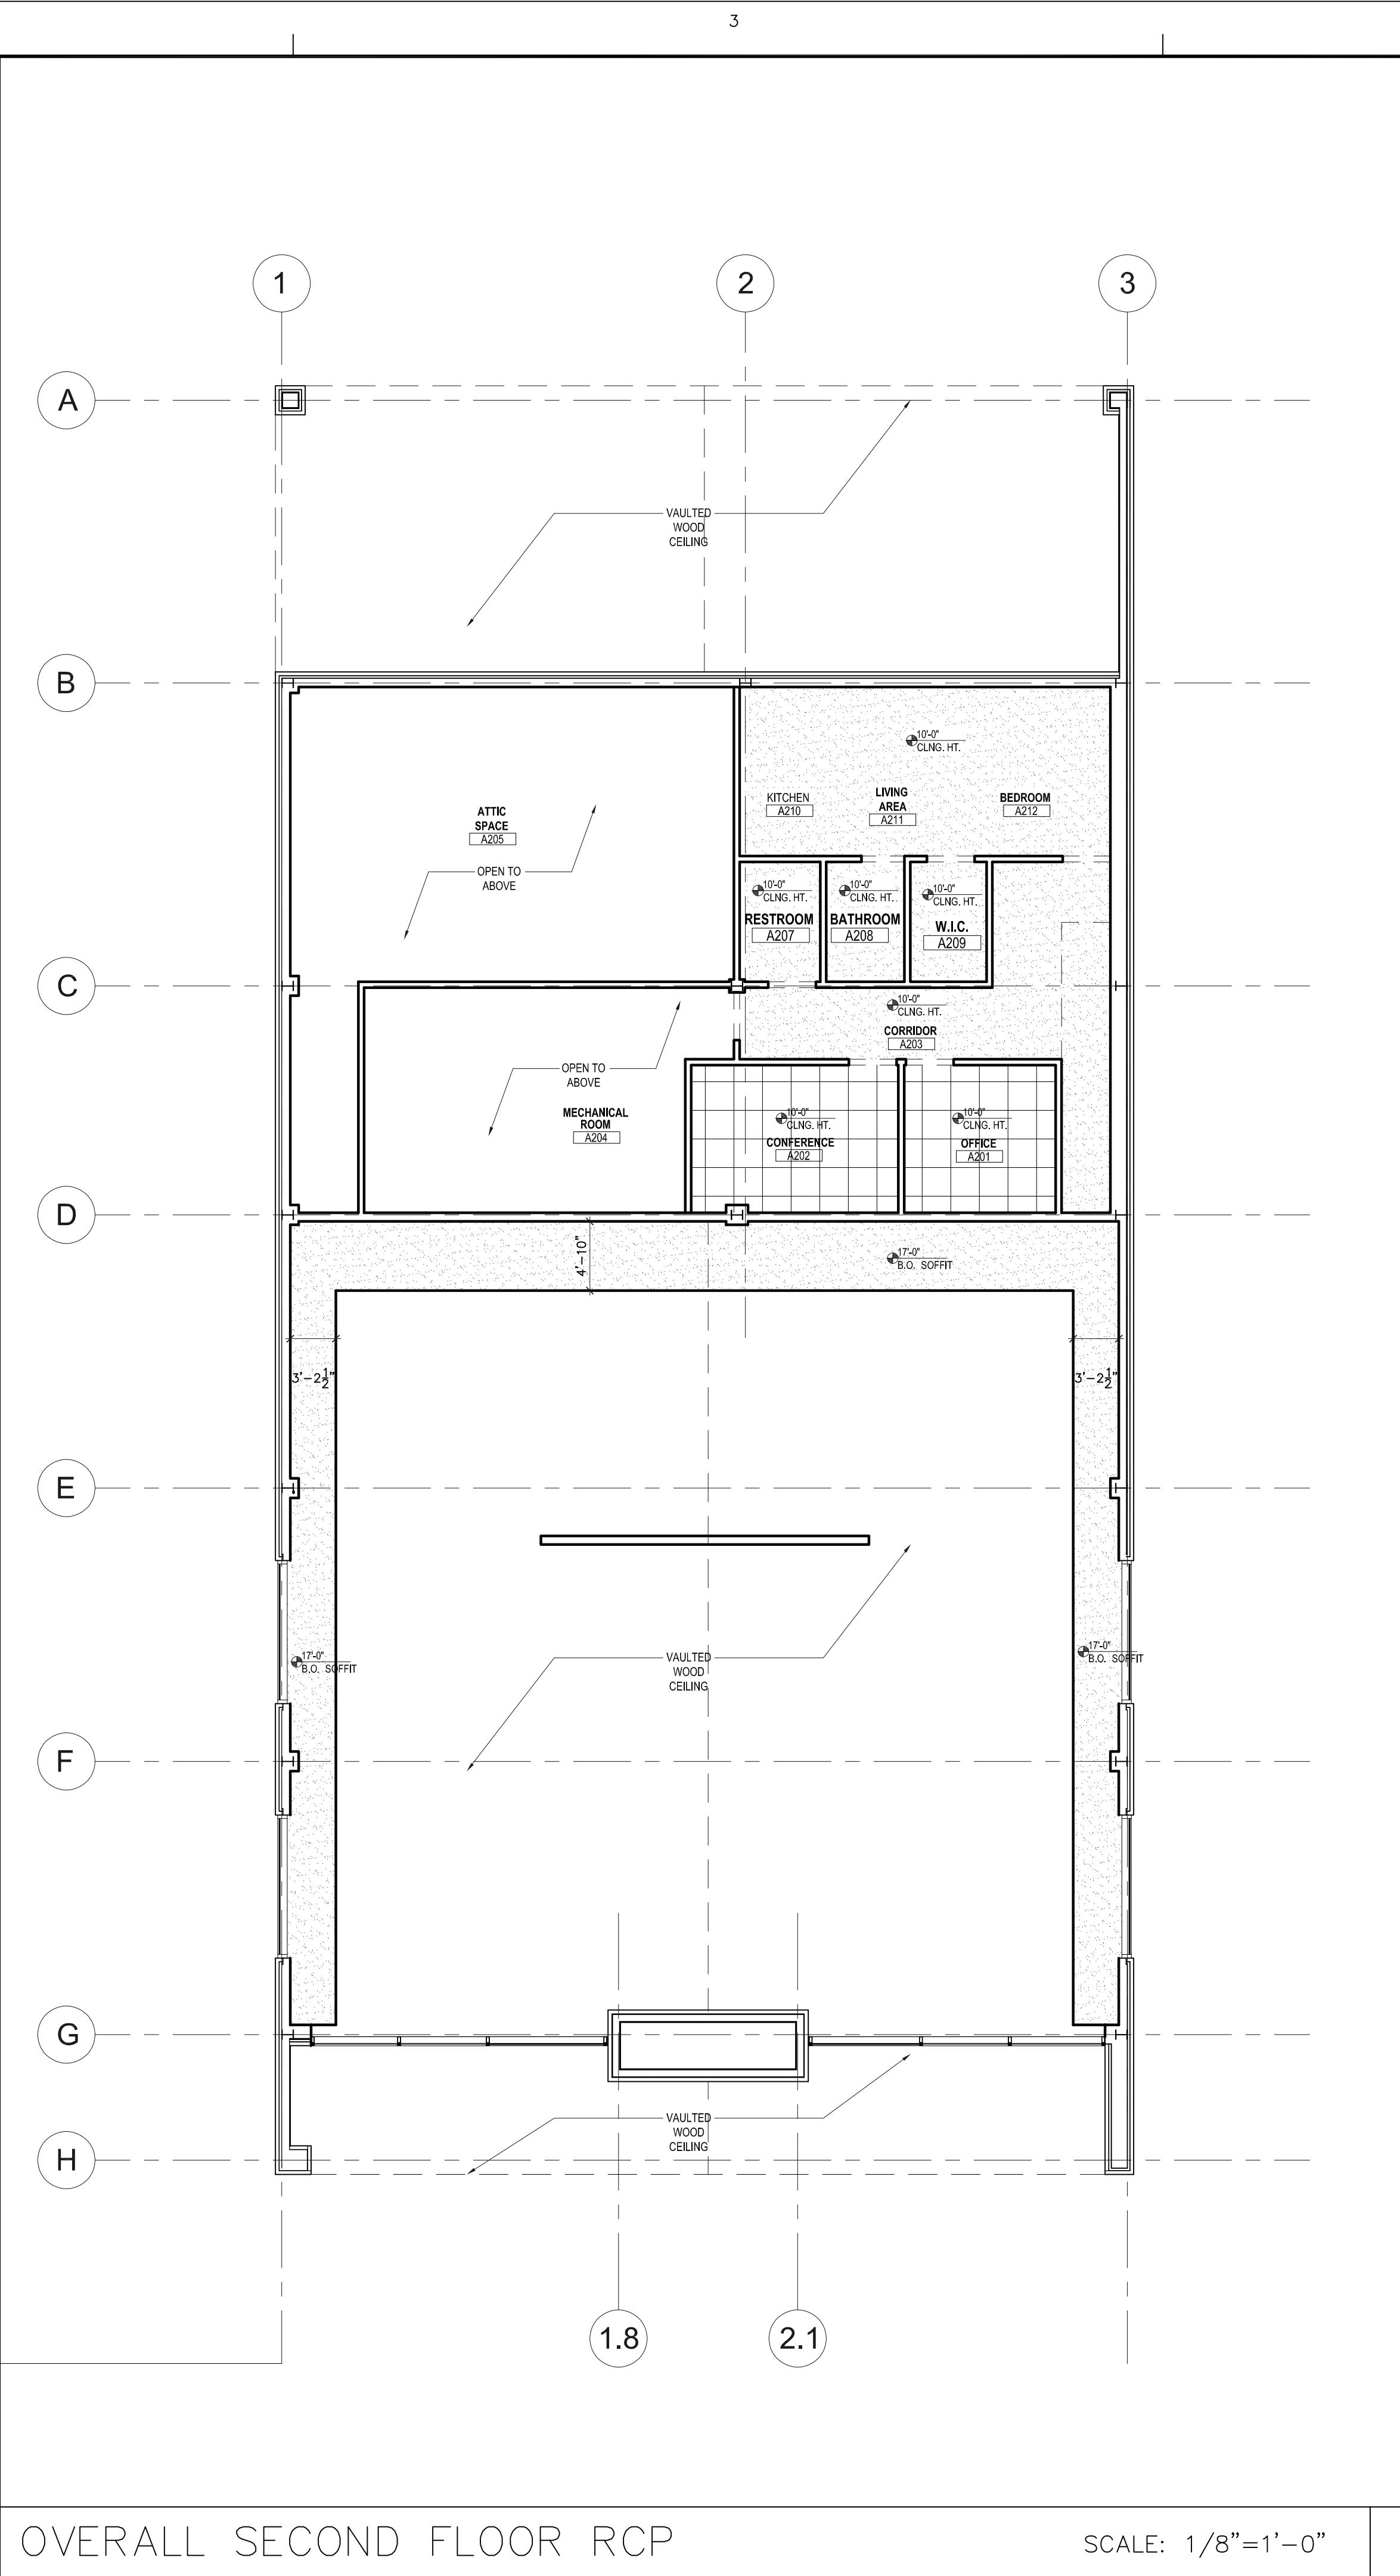 3
1
2
3
A
VAULTED
WOOD
CEILING
B
10'-0"
CLNG. HT.
KITCHEN
A210
LIVING
AREA
A211
BEDROOM
A212
ATTIC
SPACE
A205
OPEN TO
ABOVE
10'-0"
CLNG. HT.
10'-0"
CLNG. HT.
10'-0"
CLNG. HT.
RESTROOM
A207
BATHROOM
A208
W.I.C.
A209
C
10'-0"
CLNG. HT.
CORRIDOR
A203
OPEN TO
ABOVE
MECHANICAL
ROOM
A204
10'-0"
CLNG. HT.
CONFERENCE
A202
10'-0"
CLNG. HT.
OFFICE
A201
D
4'-10"
17'-0"
B.O. SOFFIT
3'-2 1/2"
3'-2 1/2"
E
17'-0"
B.O. SOFFIT
VAULTED
WOOD
CEILING
17'-0"
B.O. SOFFIT
F
G
VAULTED
WOOD
CEILING
H
1.8
2.1
OVERALL SECOND FLOOR RCP
SCALE: 1/8"=1'-0"